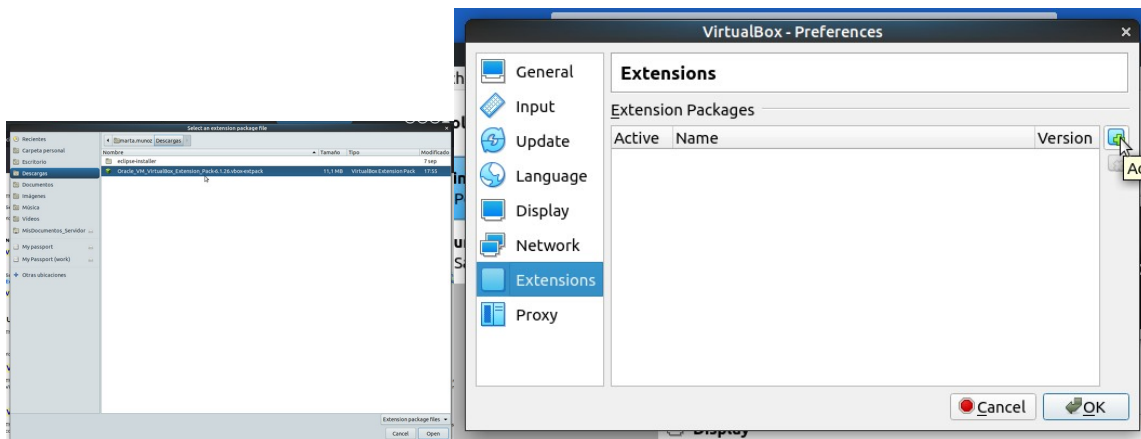 Select an extension package file
Recientes
Carpeta personal
Escritorio
Descargas
Documentos
Imágenes
Música
Vídeos
MisDocumentos_Servidor ...
My passport
My Passport (work)
Otras ubicaciones
marta.munoz Descargas
Nombre Tamaño Tipo Modificado
eclipse-installer 7 sep
Oracle_VM_VirtualBox_Extension_Pack-6.1.26.vbox-extpack 11,1 MB VirtualBox Extension Pack 17:55
Extension package files
Cancel Open
VirtualBox - Preferences
General
Input
Update
Language
Display
Network
Extensions
Proxy
Extensions
Extension Packages
Active Name Version
Cancel OK
Display